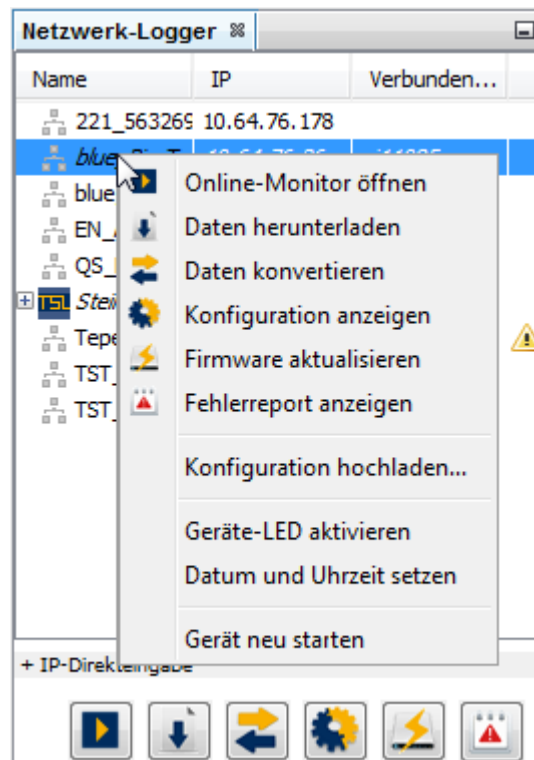 Netzwerk-Logger
Name IP Verbunden...
221_563269 10.64.76.178
blue
blue
EN_
QS_
TSL
Tepe
TST_
TST_
Online-Monitor öffnen
Daten herunterladen
Daten konvertieren
Konfiguration anzeigen
Firmware aktualisieren
Fehlerreport anzeigen
Konfiguration hochladen...
Geräte-LED aktivieren
Datum und Uhrzeit setzen
Gerät neu starten
+ IP-Direkteingabe